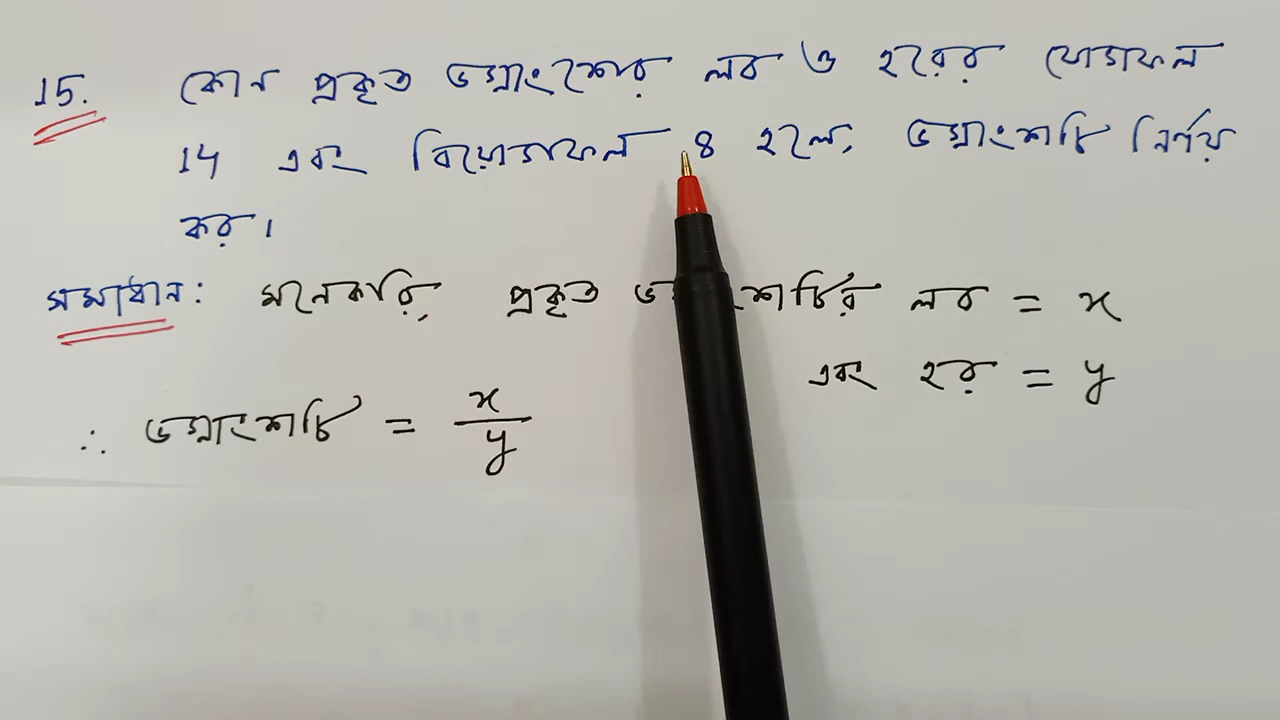 15. কোন প্রকৃত ভগ্নাংশের লব ও হরের যোগফল
14 এবং বিয়োগফল 8 হলে, ভগ্নাংশটি নির্ণয়
কর।
সমাধান: মনেকরি, প্রকৃত ভগ্নাংশটির লব = x
এবং হর = y
∴ ভগ্নাংশটি = x/y